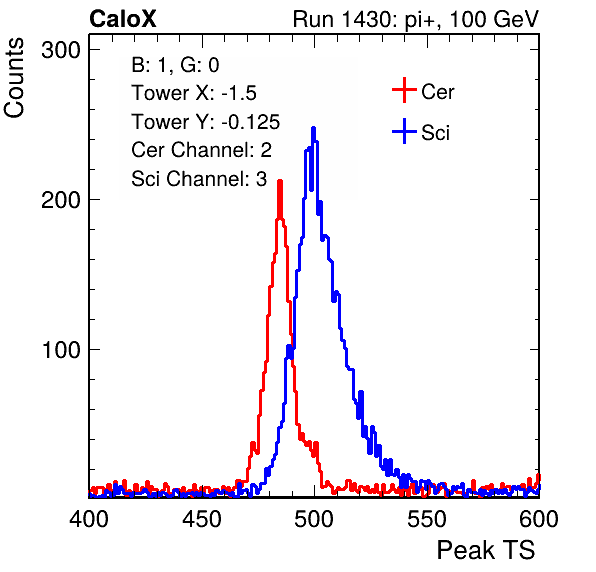 CaloX Run 1430: pi+, 100 GeV
Counts
300
200
100
B: 1, G: 0
Tower X: -1.5
Tower Y: -0.125
Cer Channel: 2
Sci Channel: 3
Cer
Sci
400 450 500 550 600
Peak TS